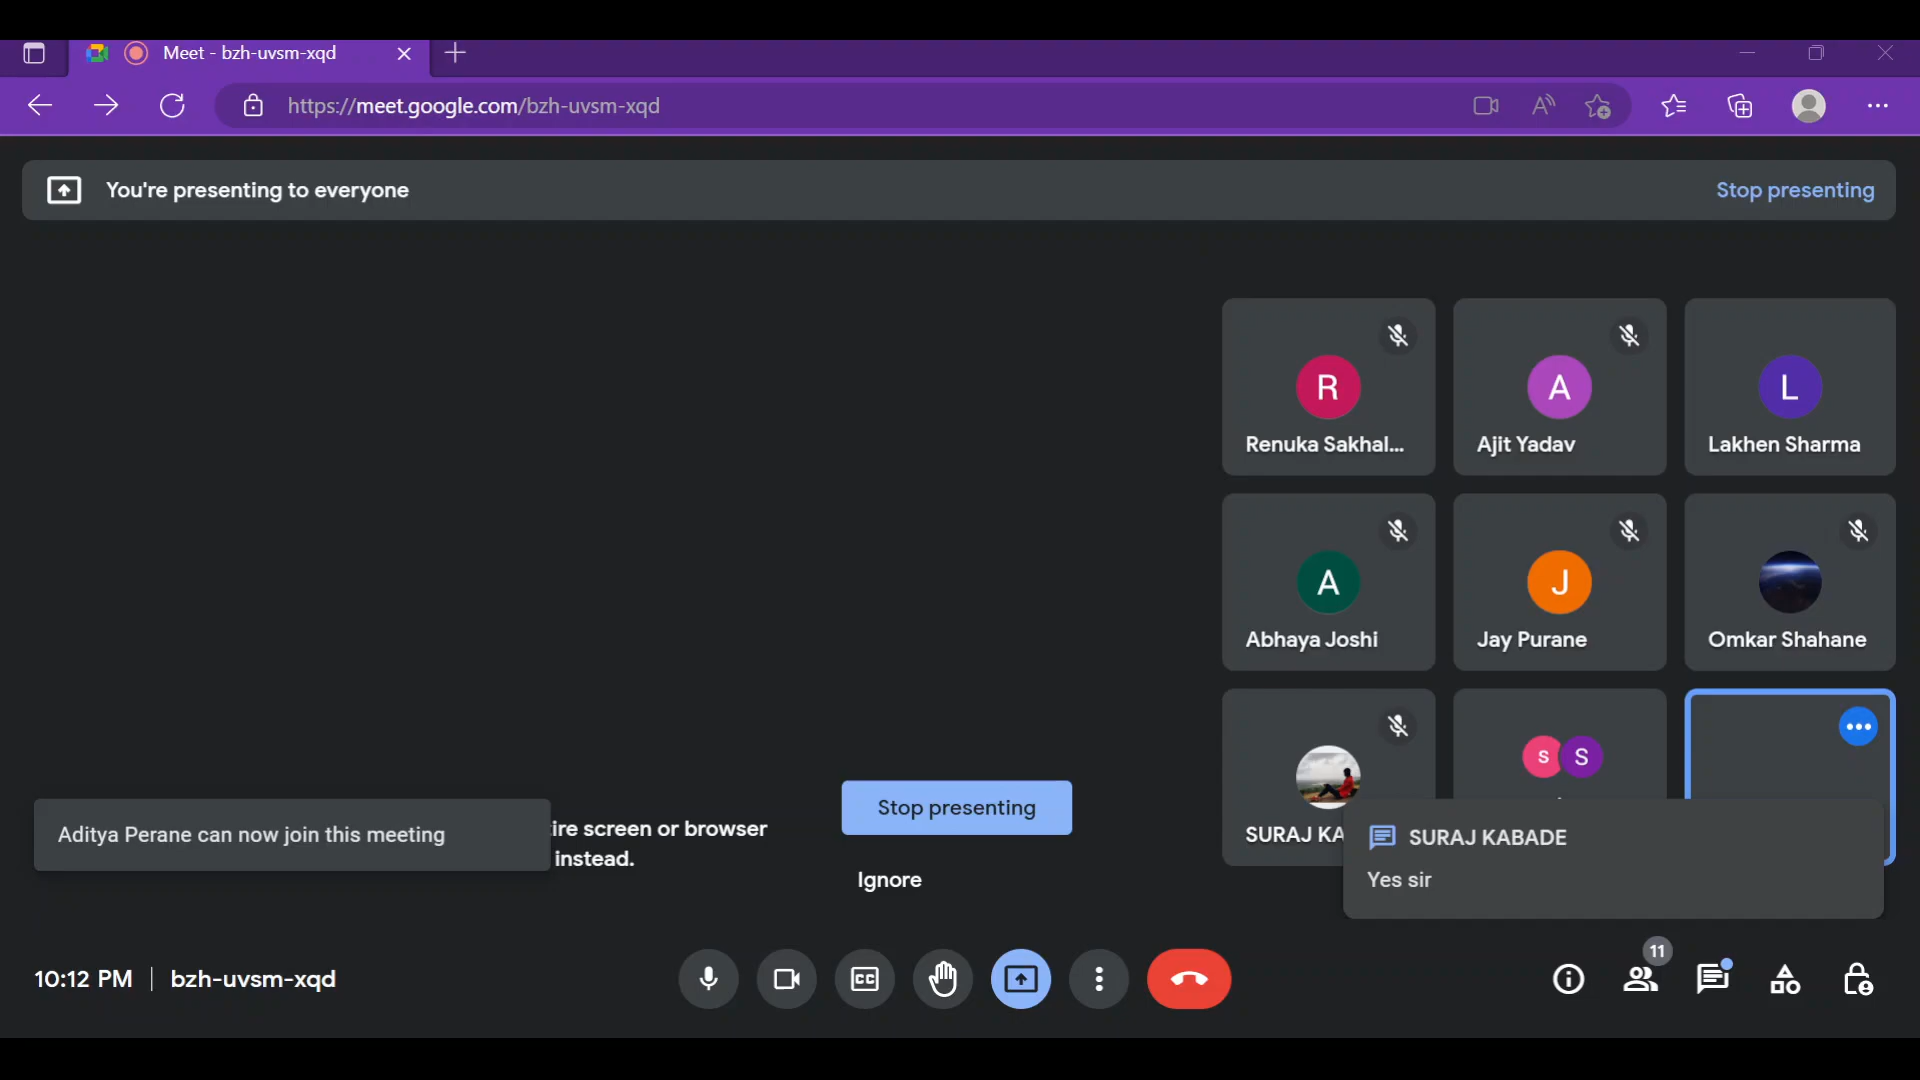 Meet - bzh-uvsm-xqd
https://meet.google.com/bzh-uvsm-xqd
You're presenting to everyone
Stop presenting
R
Renuka Sakhal...
A
Ajit Yadav
L
Lakhen Sharma
A
Abhaya Joshi
J
Jay Purane
Omkar Shahane
SURAJ KA
s S
Aditya Perane can now join this meeting
ire screen or browser
instead.
Stop presenting
Ignore
SURAJ KABADE
Yes sir
10:12 PM
bzh-uvsm-xqd
CC
11